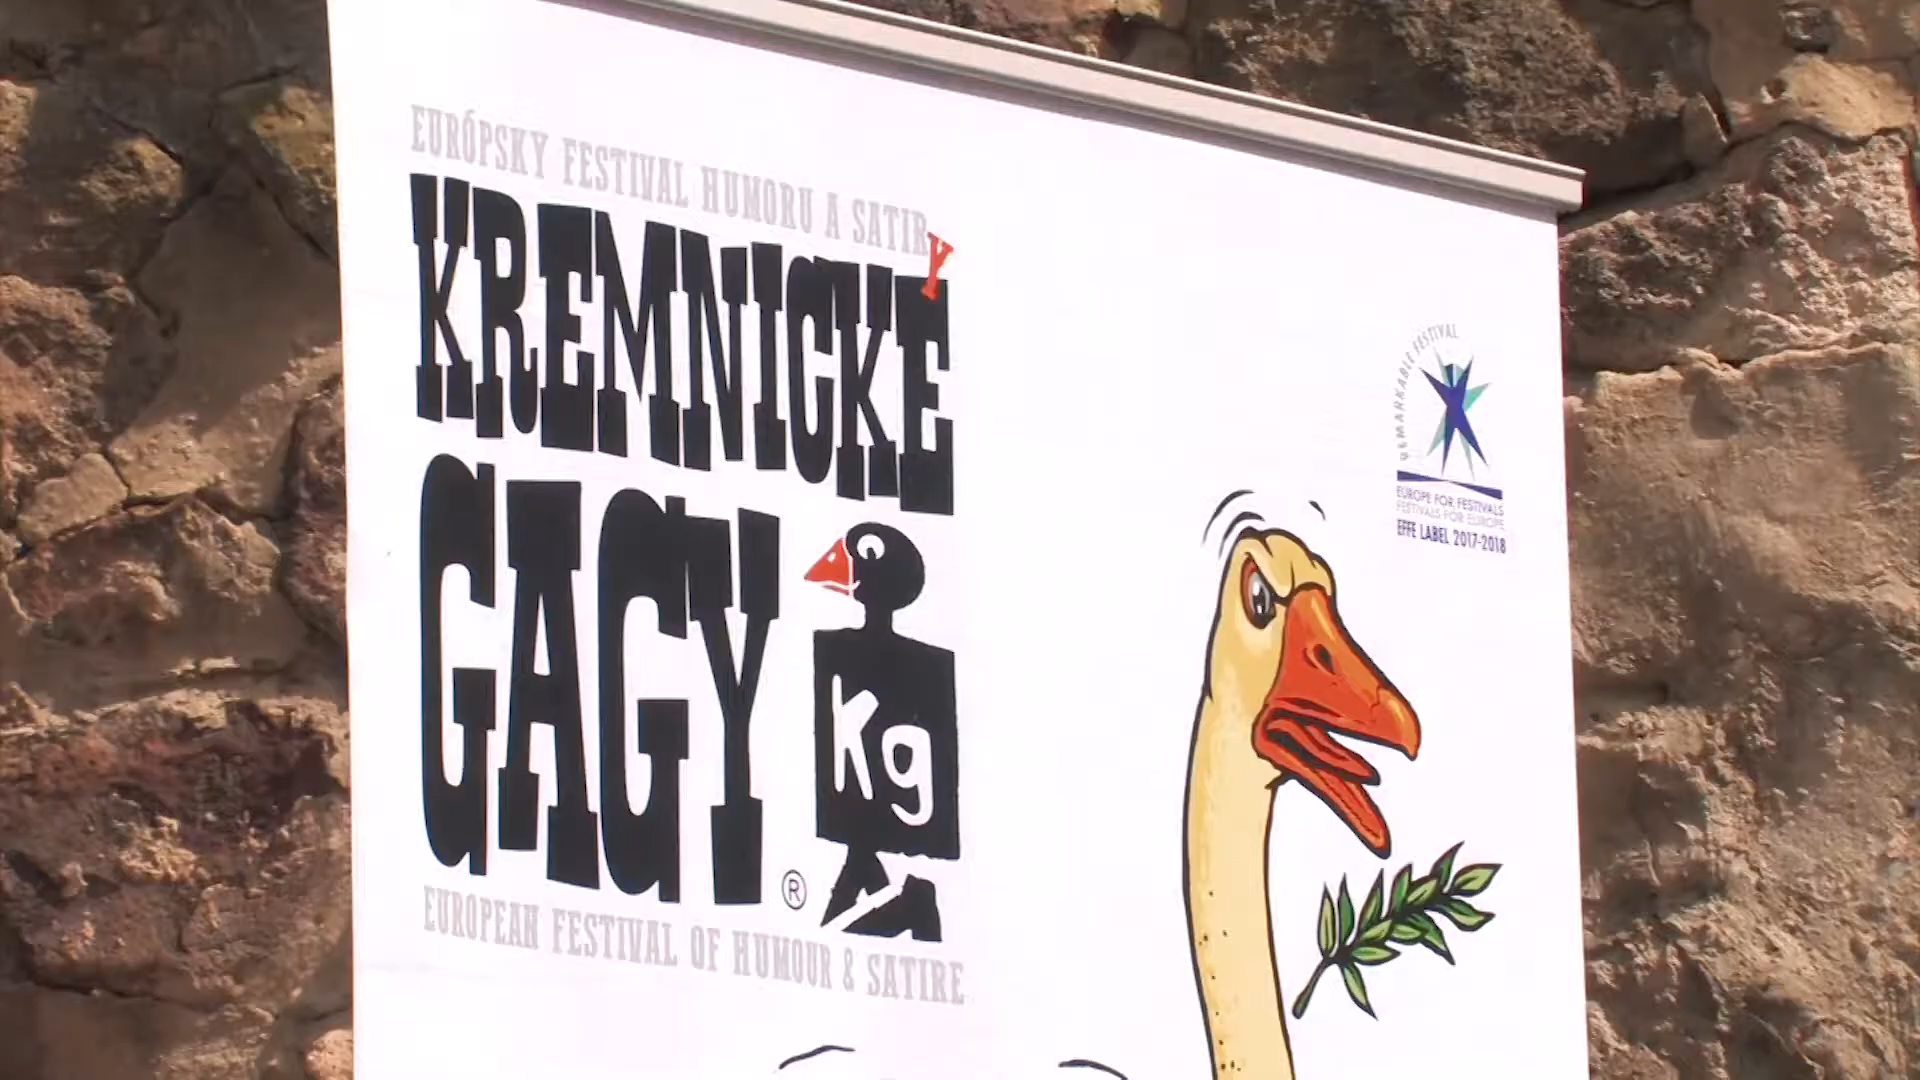 EURÓPSKY FESTIVAL HUMORU A SATIRY
KREMNICKÉ
GAGY
Kg
®
EUROPEAN FESTIVAL OF HUMOUR & SATIRE
REMARKABLE FESTIVAL
EUROPE FOR FESTIVALS
FESTIVALS FOR EUROPE
EFFE LABEL 2017-2018